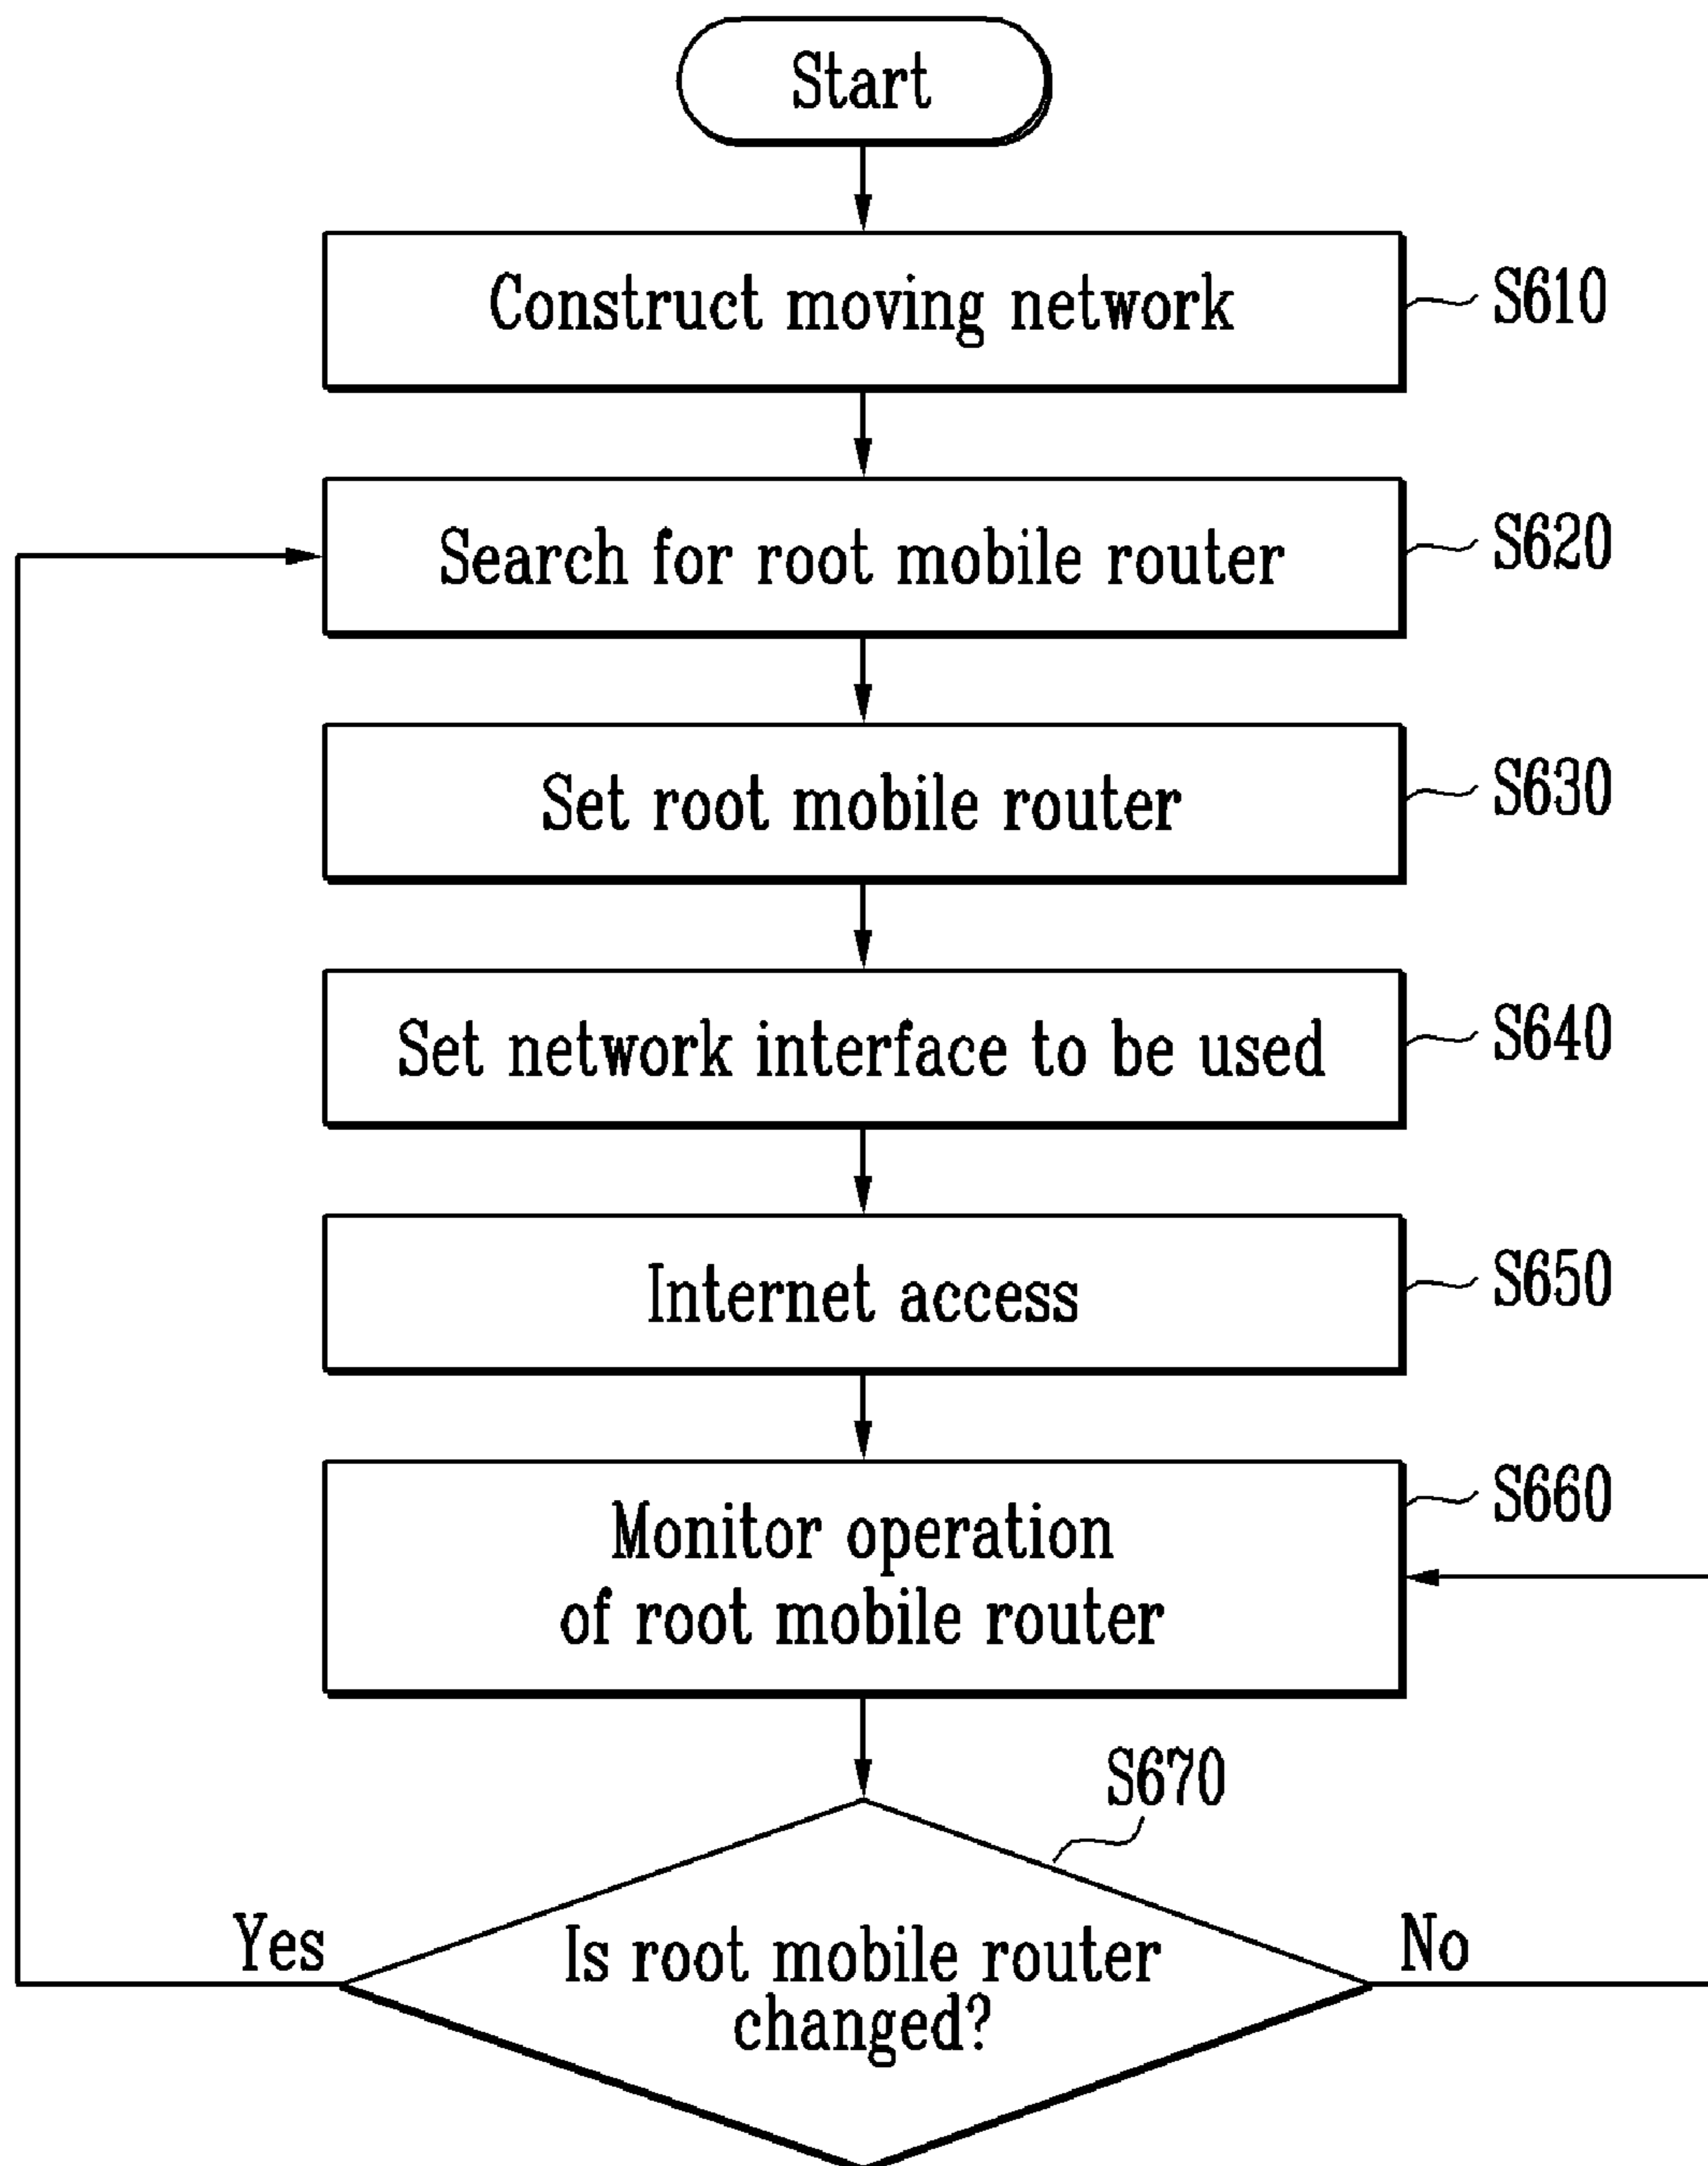 Start
Construct moving network
S610
Search for root mobile router
S620
Set root mobile router
S630
Set network interface to be used
S640
Internet access
S650
Monitor operation
of root mobile router
S660
S670
Yes
Is root mobile router
changed?
No